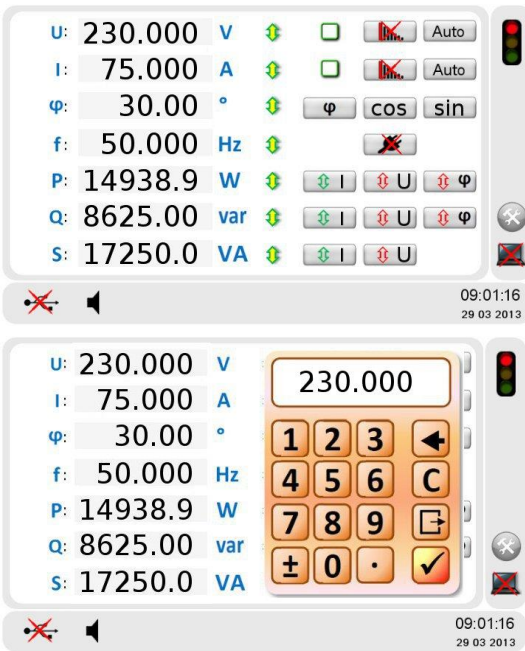 U: 230.000 V Auto
I: 75.000 A Auto
φ: 30.00 ° φ cos sin
f: 50.000 Hz
P: 14938.9 W I U φ
Q: 8625.00 var I U φ
S: 17250.0 VA I U
09:01:16
29 03 2013
U: 230.000 V 230.000
I: 75.000 A
φ: 30.00 ° 1 2 3
f: 50.000 Hz 4 5 6 C
P: 14938.9 W 7 8 9
Q: 8625.00 var
S: 17250.0 VA ± 0 .
09:01:16
29 03 2013